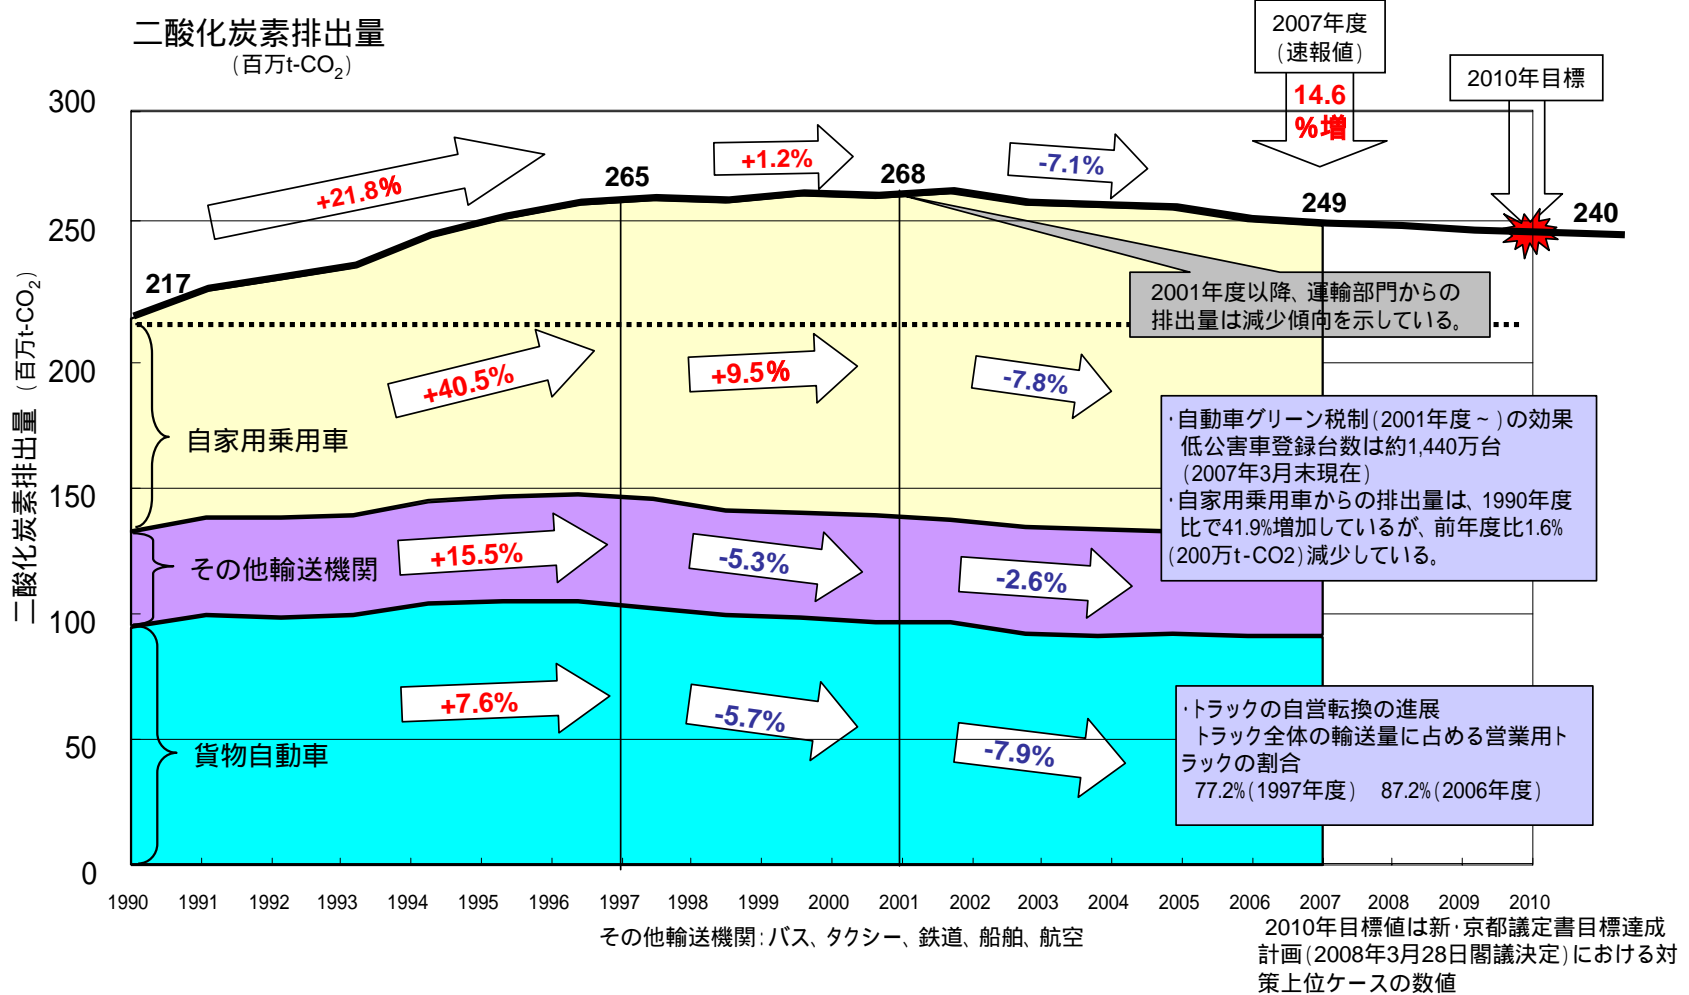 二酸化炭素排出量
(百万t-CO2)
2007年度
(速報値)
14.6
%増
2010年目標
二酸化炭素排出量 (百万t-CO2)
300
250
200
150
100
50
0
217
265
268
249
240
+21.8%
+1.2%
-7.1%
2001年度以降、運輸部門からの
排出量は減少傾向を示している。
+40.5%
+9.5%
-7.8%
自家用乗用車
・自動車グリーン税制(2001年度~)の効果
低公害車登録台数は約1,440万台
(2007年3月末現在)
・自家用乗用車からの排出量は、1990年度
比で41.9%増加しているが、前年度比1.6%
(200万t-CO2)減少している。
その他輸送機関
+15.5%
-5.3%
-2.6%
貨物自動車
+7.6%
-5.7%
-7.9%
・トラックの自営転換の進展
トラック全体の輸送量に占める営業用ト
ラックの割合
77.2%(1997年度) 87.2%(2006年度)
1990 1991 1992 1993 1994 1995 1996 1997 1998 1999 2000 2001 2002 2003 2004 2005 2006 2007 2008 2009 2010
その他輸送機関:バス、タクシー、鉄道、船舶、航空
2010年目標値は新・京都議定書目標達成
計画(2008年3月28日閣議決定)における対
策上位ケースの数値